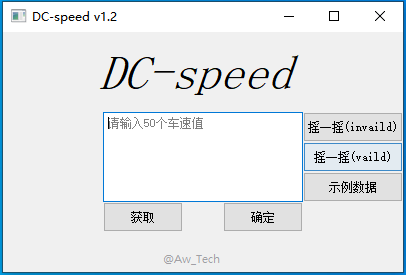 DC-speed v1.2
DC-speed
请输入50个车速值
摇一摇(invaild)
摇一摇(vaild)
示例数据
获取
确定
@Aw_Tech